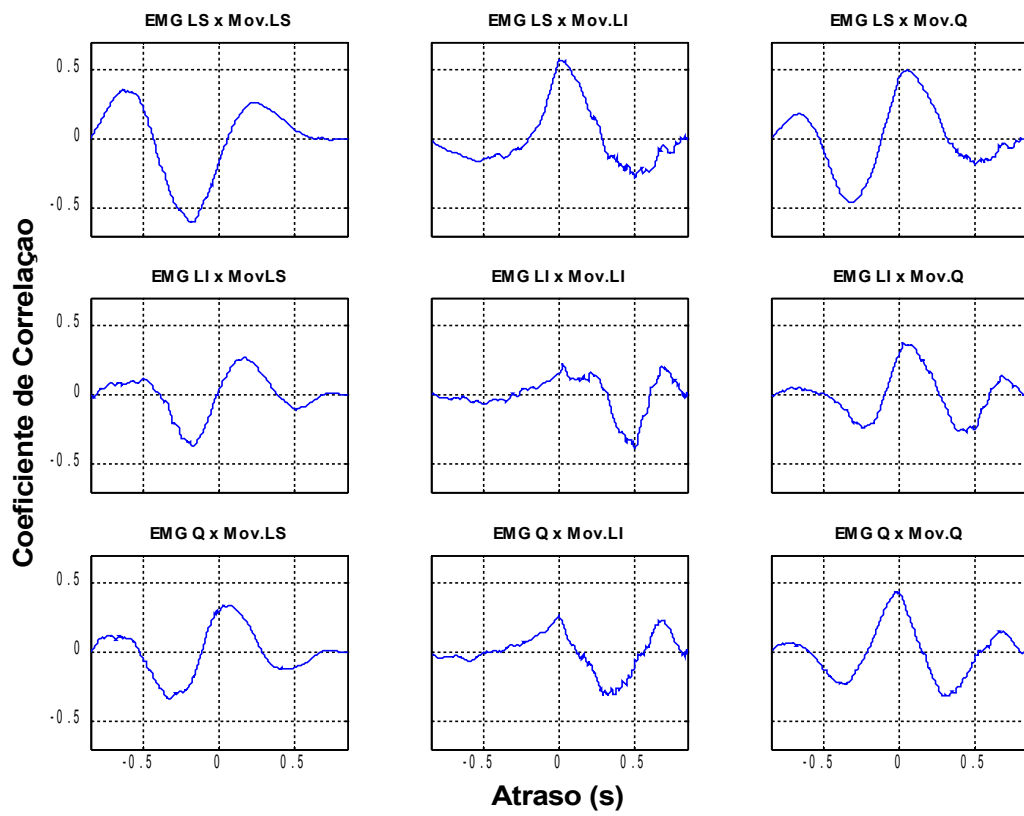 EMG LS x Mov.LS
EMG LS x Mov.LI
EMG LS x Mov.Q
0.5
0
-0.5
EMG LI x MovLS
EMG LI x Mov.LI
EMG LI x Mov.Q
0.5
0
-0.5
EMG Q x Mov.LS
EMG Q x Mov.LI
EMG Q x Mov.Q
0.5
0
-0.5
-0.5 0 0.5
-0.5 0 0.5
-0.5 0 0.5
Coeficiente de Correlaçao
Atraso (s)